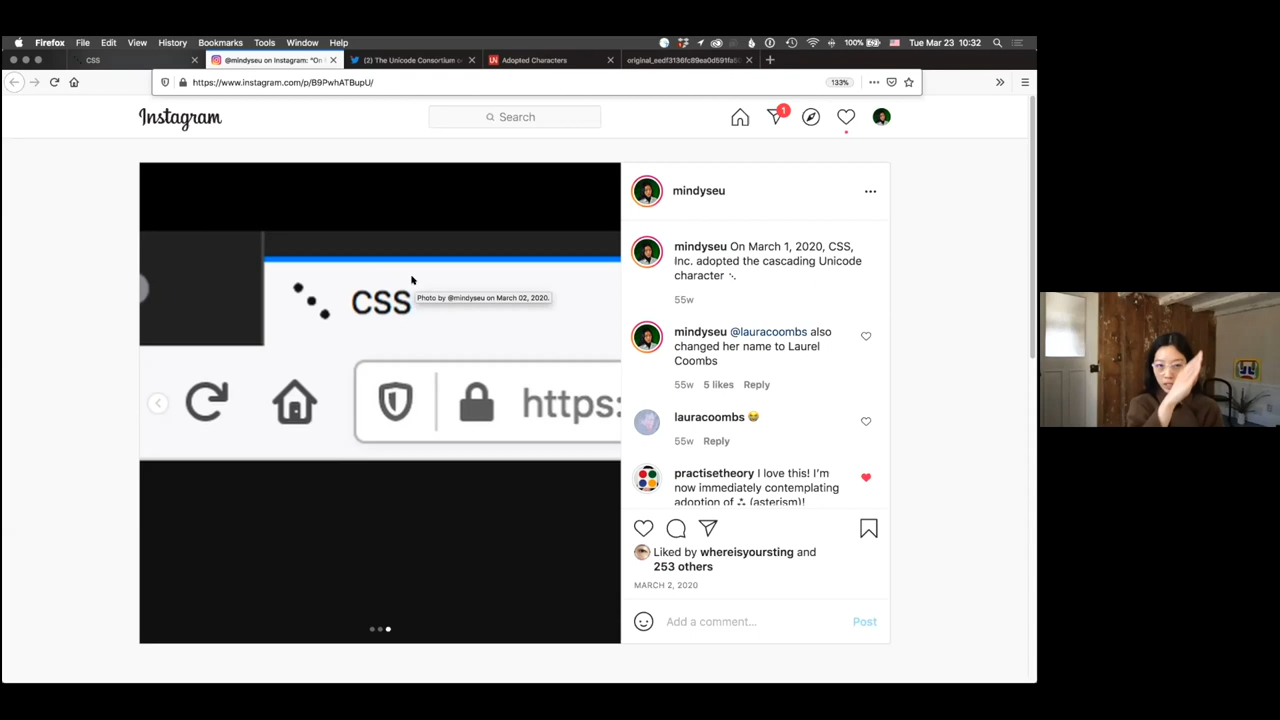 Firefox File Edit View History Bookmarks Tools Window Help 100% Tue Mar 23 10:32
CSS @mindyseu on Instagram: “On (2) The Unicode Consortium Adopted Characters
https://www.instagram.com/p/B9PwhATBupU/ 133%
Instagram Search 1
CSS
Photo by @mindyseu on March 02, 2020.
https:
mindyseu
mindyseu On March 1, 2020, CSS,
Inc. adopted the cascading Unicode
character ⋱.
55w
mindyseu @lauracoombs also
changed her name to Laurel
Coombs
55w 5 likes Reply
lauracoombs 😂
55w Reply
practisetheory I love this! I’m
now immediately contemplating
adoption of ⁂ (asterism)!
Liked by whereisyoursting and
253 others
MARCH 2, 2020
Add a comment... Post